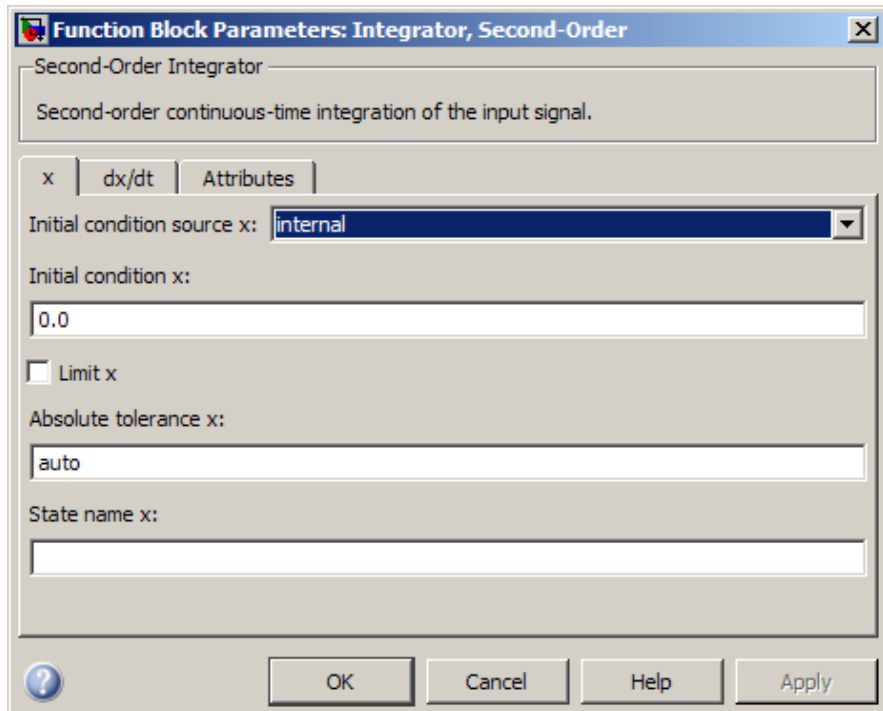 Function Block Parameters: Integrator, Second-Order
Second-Order Integrator
Second-order continuous-time integration of the input signal.
x dx/dt Attributes
Initial condition source x: internal
Initial condition x:
0.0
Limit x
Absolute tolerance x:
auto
State name x:
OK Cancel Help Apply